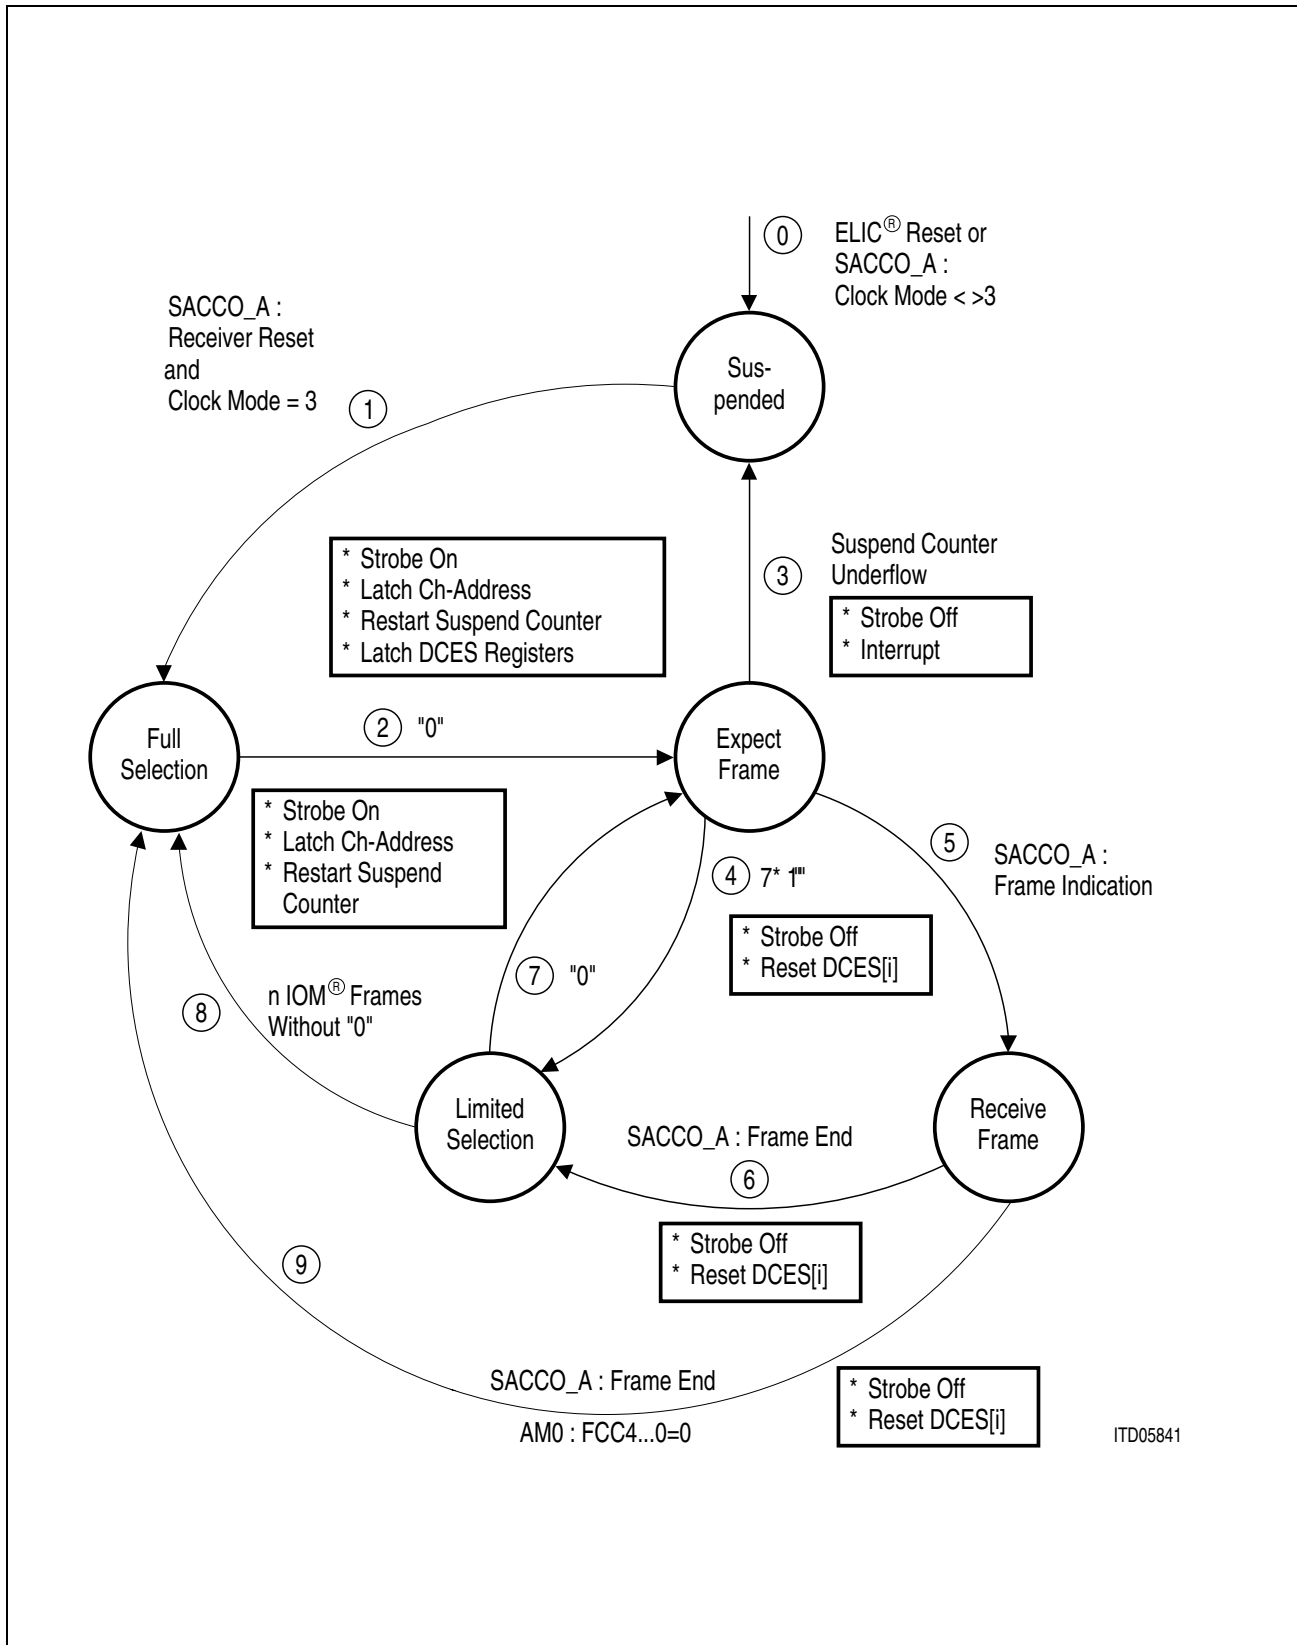 0
ELIC® Reset or
SACCO_A :
Clock Mode < >3
SACCO_A :
Receiver Reset
and
Clock Mode = 3
1
Sus-
pended
* Strobe On
* Latch Ch-Address
* Restart Suspend Counter
* Latch DCES Registers
3
Suspend Counter
Underflow
* Strobe Off
* Interrupt
Full
Selection
2 "0"
Expect
Frame
* Strobe On
* Latch Ch-Address
* Restart Suspend
Counter
4 7* 1""
5
SACCO_A :
Frame Indication
* Strobe Off
* Reset DCES[i]
7 "0"
8
n IOM® Frames
Without "0"
Limited
Selection
Receive
Frame
SACCO_A : Frame End
6
* Strobe Off
* Reset DCES[i]
9
SACCO_A : Frame End
AM0 : FCC4...0=0
* Strobe Off
* Reset DCES[i]
ITD05841